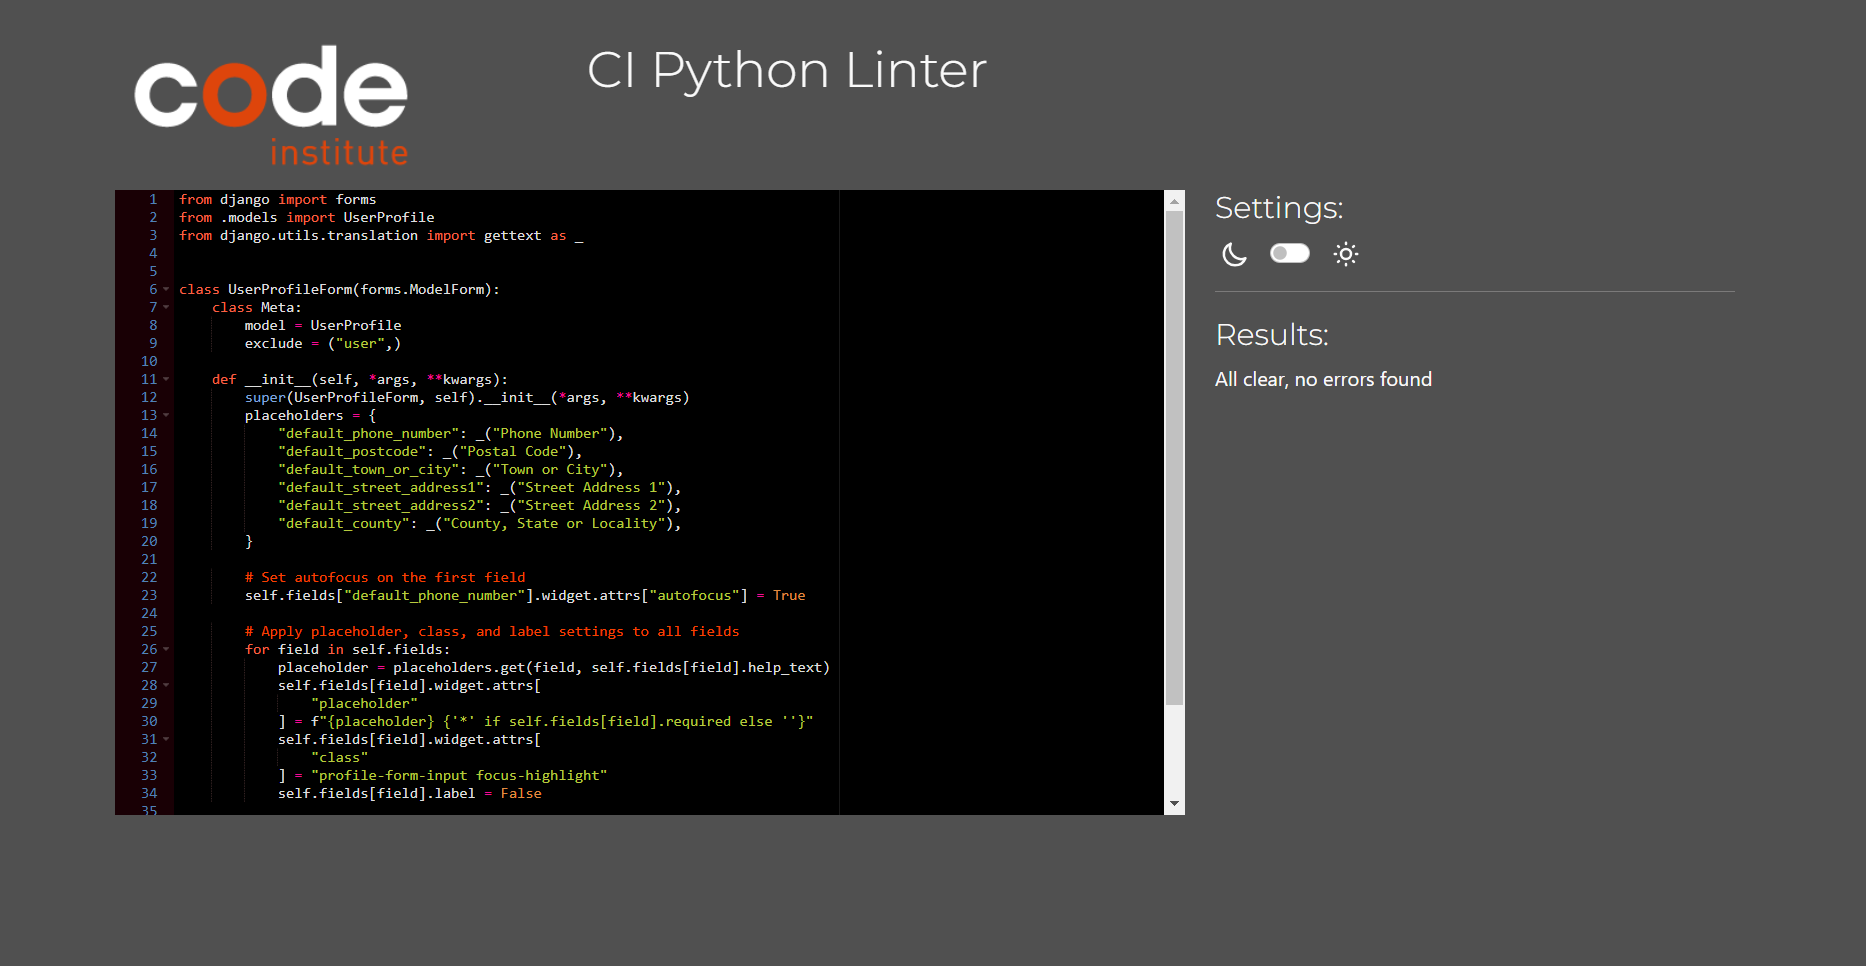 code
institute
CI Python Linter
1 from django import forms
2 from .models import UserProfile
3 from django.utils.translation import gettext as _
4
5
6 class UserProfileForm(forms.ModelForm):
7     class Meta:
8         model = UserProfile
9         exclude = ("user",)
10
11     def __init__(self, *args, **kwargs):
12         super(UserProfileForm, self).__init__(*args, **kwargs)
13         placeholders = {
14             "default_phone_number": _("Phone Number"),
15             "default_postcode": _("Postal Code"),
16             "default_town_or_city": _("Town or City"),
17             "default_street_address1": _("Street Address 1"),
18             "default_street_address2": _("Street Address 2"),
19             "default_county": _("County, State or Locality"),
20         }
21
22         # Set autofocus on the first field
23         self.fields["default_phone_number"].widget.attrs["autofocus"] = True
24
25         # Apply placeholder, class, and label settings to all fields
26         for field in self.fields:
27             placeholder = placeholders.get(field, self.fields[field].help_text)
28             self.fields[field].widget.attrs[
29                 "placeholder"
30             ] = f"{placeholder} {'*' if self.fields[field].required else ''}"
31             self.fields[field].widget.attrs[
32                 "class"
33             ] = "profile-form-input focus-highlight"
34             self.fields[field].label = False
35
Settings:
Results:
All clear, no errors found